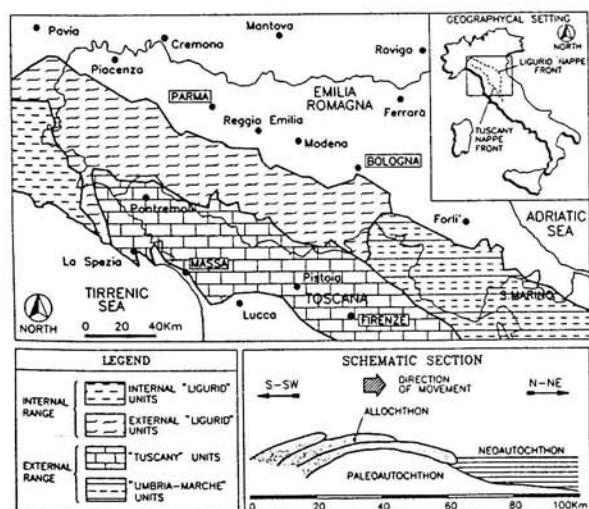 Pavia
Cremona
Mantova
Rovigo
Piacenza
PARMA
EMILIA
ROMAGNA
Reggio Emilia
Ferrara
Modena
BOLOGNA
GEOGRAPHYCAL SETTING
NORTH
LIGURID NAPPE
FRONT
TUSCANY
NAPPE
FRONT
Pontremoli
Forli'
ADRIATIC
SEA
La Spezia
MASSA
Pistoia
S.MARINO
TIRRENIC
SEA
TOSCANA
Lucca
FIRENZE
NORTH
0 20 40Km
LEGEND
INTERNAL
RANGE
INTERNAL "LIGURID"
UNITS
EXTERNAL "LIGURID"
UNITS
EXTERNAL
RANGE
"TUSCANY" UNITS
"UMBRIA-MARCHE"
UNITS
SCHEMATIC SECTION
S-SW
DIRECTION
OF MOVEMENT
N-NE
ALLOCHTHON
NEOAUTOCHTHON
PALEOAUTOCHTHON
0 20 40 60 80 100Km